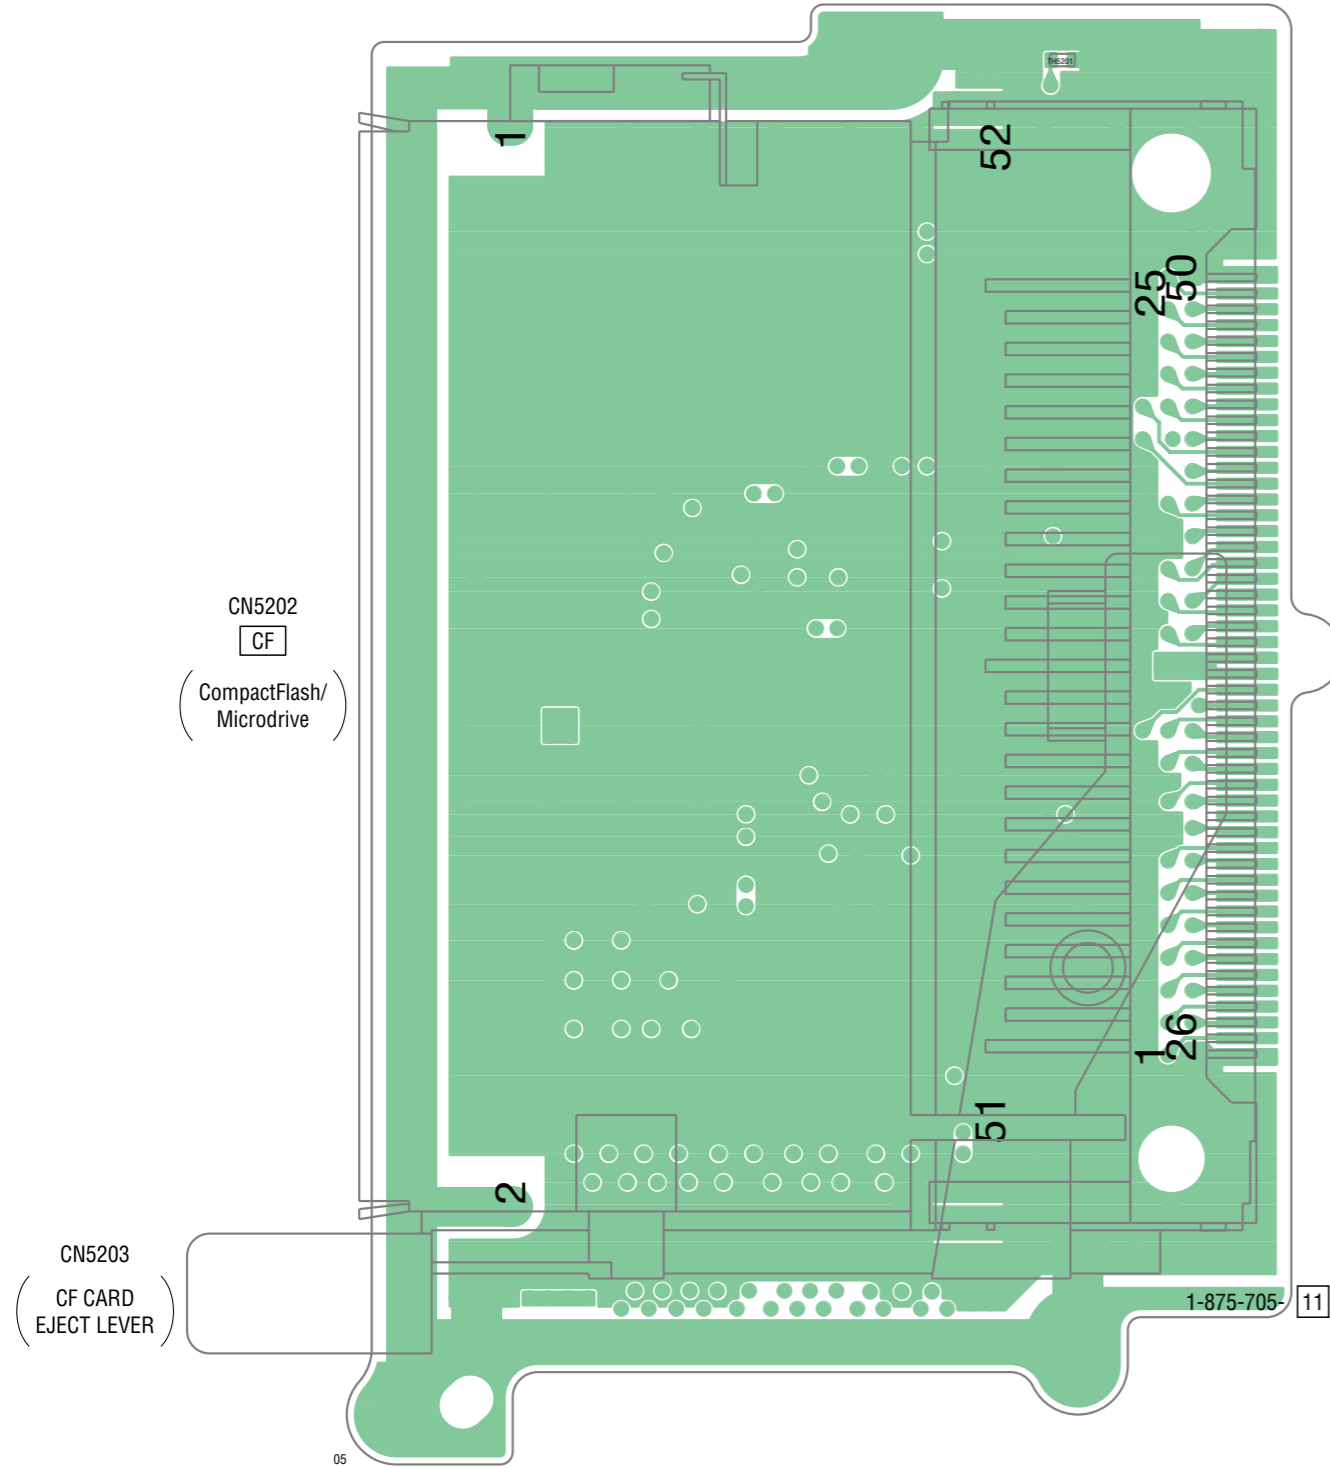 TH5201
1
52
25
50
CN5202
CF
CompactFlash/
Microdrive
1
26
51
2
CN5203
CF CARD
EJECT LEVER
1-875-705- 11
05